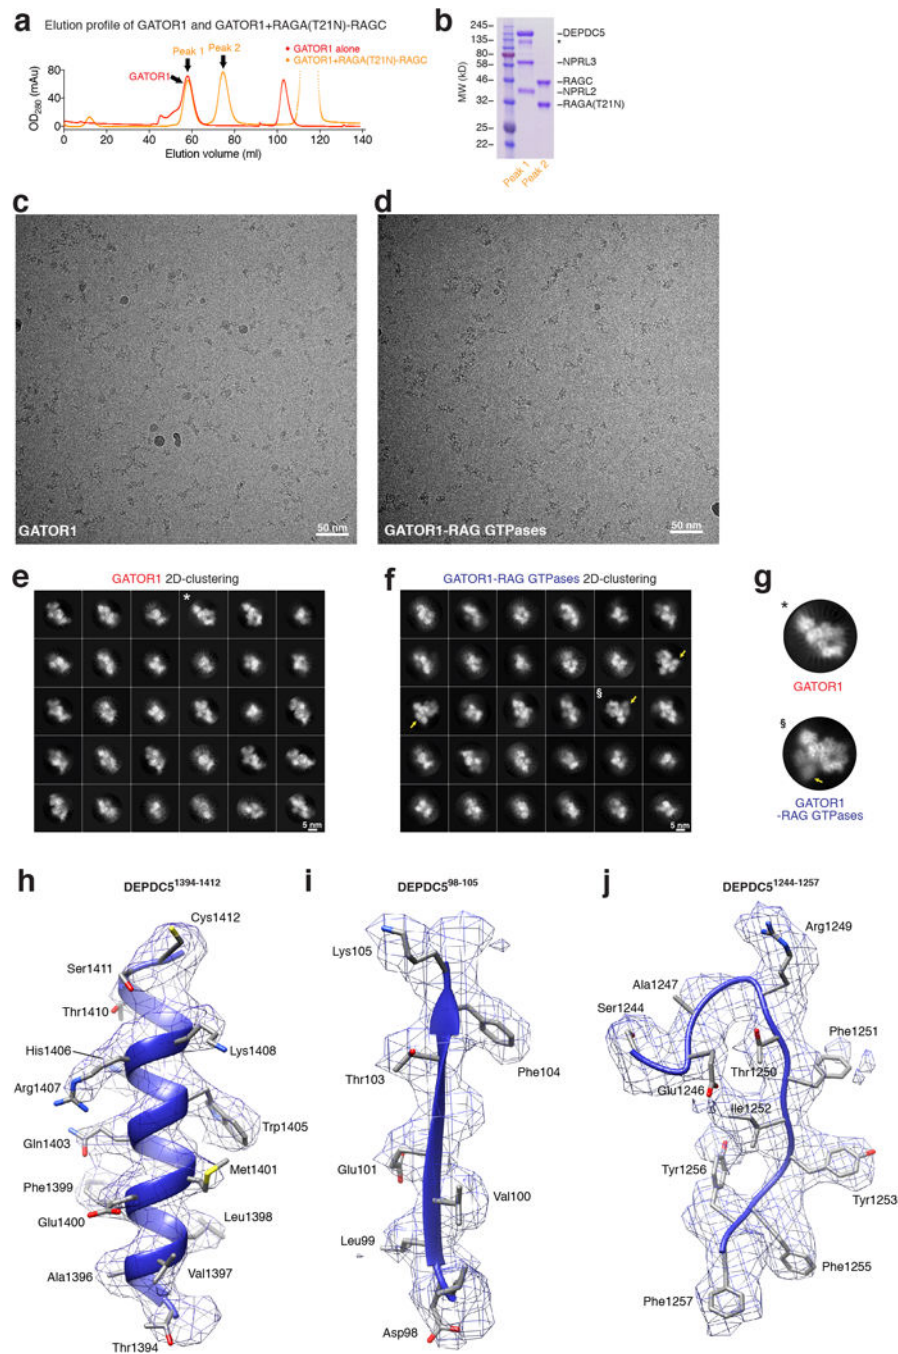 a Elution profile of GATOR1 and GATOR1+RAGA(T21N)-RAGC
Peak 1
Peak 2
GATOR1 alone
GATOR1+RAGA(T21N)-RAGC
GATOR1
OD280 (mAu)
80
40
0
0 20 40 60 80 100 120 140
Elution volume (ml)
b
MW (kD)
245–
135–
80–
58–
46–
32–
25–
22–
–DEPDC5
–*
–NPRL3
–RAGC
–NPRL2
–RAGA(T21N)
Peak 1
Peak 2
c
GATOR1
50 nm
d
GATOR1-RAG GTPases
50 nm
e
GATOR1 2D-clustering
*
5 nm
f
GATOR1-RAG GTPases 2D-clustering
§
5 nm
g
*
GATOR1
§
GATOR1
-RAG GTPases
h
DEPDC5 1394-1412
Cys1412
Ser1411
Thr1410
His1406
Lys1408
Arg1407
Trp1405
Gln1403
Met1401
Phe1399
Glu1400
Leu1398
Ala1396
Val1397
Thr1394
i
DEPDC5 98-105
Lys105
Phe104
Thr103
Glu101
Val100
Leu99
Asp98
j
DEPDC5 1244-1257
Arg1249
Ala1247
Ser1244
Phe1251
Thr1250
Glu1246
Ile1252
Tyr1256
Tyr1253
Phe1255
Phe1257